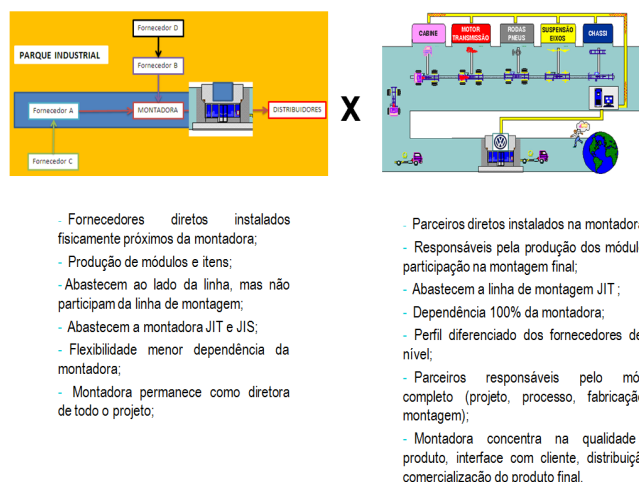 Fornecedor D
PARQUE INDUSTRIAL
Fornecedor B
Fornecedor A
MONTADORA
DISTRIBUIDORES
Fornecedor C
X
CABINE
MOTOR
TRANSMISSÃO
RODAS
PNEUS
SUSPENSÃO
EIXOS
CHASSI
- Fornecedores diretos instalados
fisicamente próximos da montadora;
- Produção de módulos e itens;
- Abastecem ao lado da linha, mas não
participam da linha de montagem;
- Abastecem a montadora JIT e JIS;
- Flexibilidade menor dependência da
montadora;
- Montadora permanece como diretora
de todo o projeto;
- Parceiros diretos instalados na montadora
- Responsáveis pela produção dos módul
participação na montagem final;
- Abastecem a linha de montagem JIT ;
- Dependência 100% da montadora;
- Perfil diferenciado dos fornecedores de
nível;
- Parceiros responsáveis pelo mó
completo (projeto, processo, fabricaçã
montagem);
- Montadora concentra na qualidade
produto, interface com cliente, distribuiçã
comercialização do produto final.